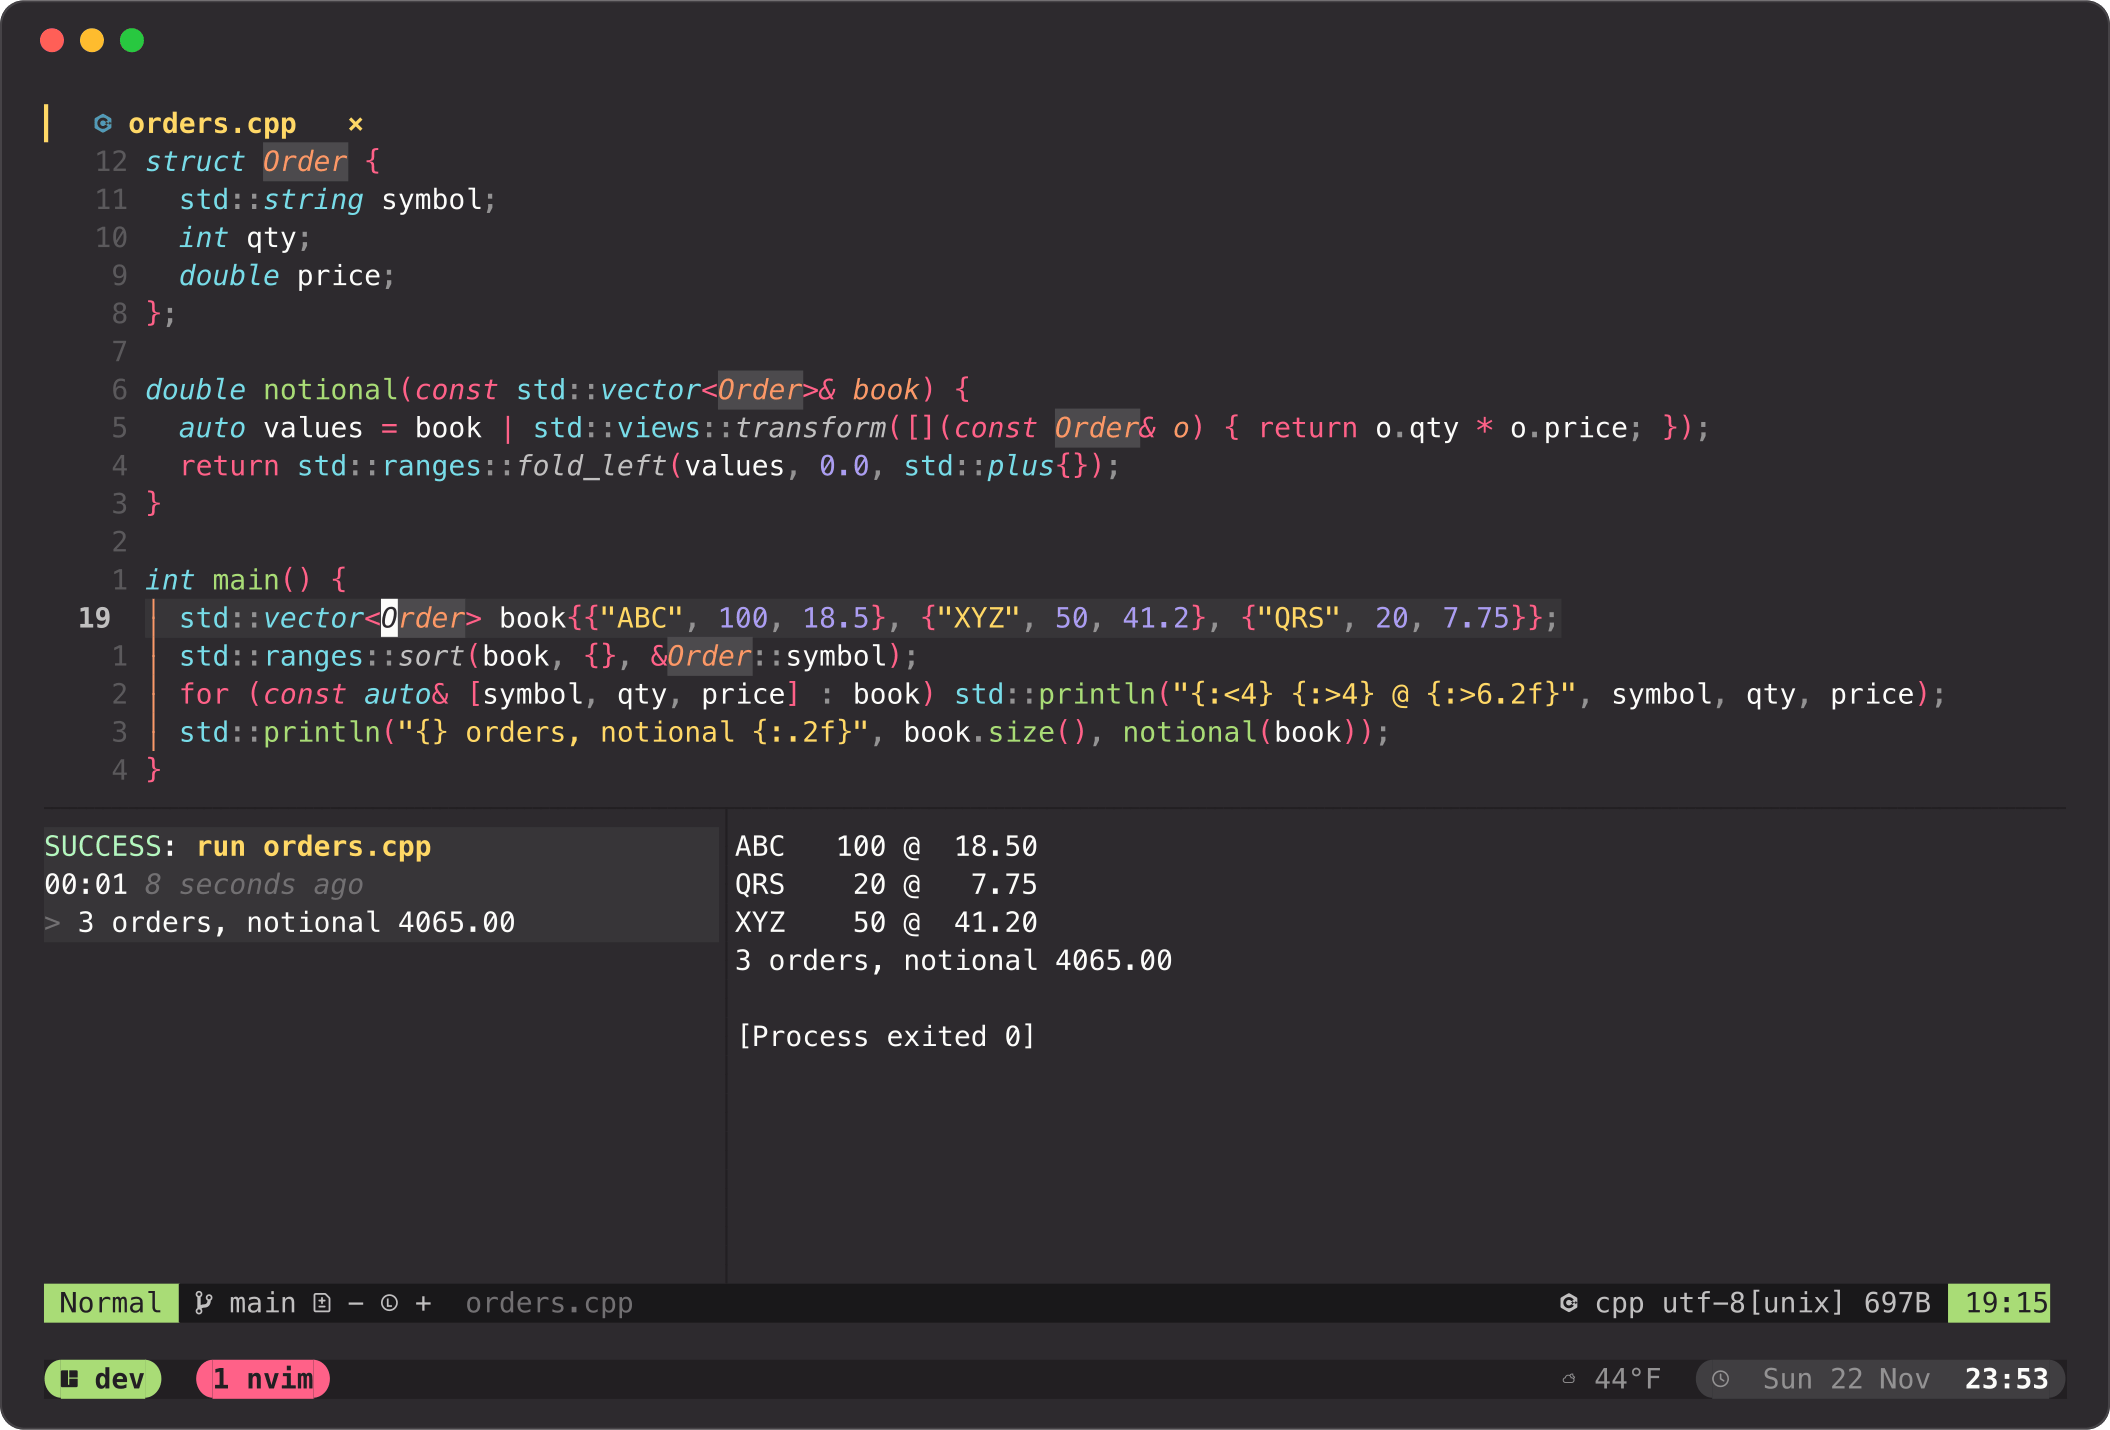 orders.cpp ×
12 struct Order {
11   std::string symbol;
10   int qty;
9   double price;
8 };
7
6 double notional(const std::vector<Order>& book) {
5   auto values = book | std::views::transform([](const Order& o) { return o.qty * o.price; });
4   return std::ranges::fold_left(values, 0.0, std::plus{});
3 }
2
1 int main() {
19   std::vector<Order> book{{"ABC", 100, 18.5}, {"XYZ", 50, 41.2}, {"QRS", 20, 7.75}};
1   std::ranges::sort(book, {}, &Order::symbol);
2   for (const auto& [symbol, qty, price] : book) std::println("{:<4} {:>4} @ {:>6.2f}", symbol, qty, price);
3   std::println("{} orders, notional {:.2f}", book.size(), notional(book));
4 }
SUCCESS: run orders.cpp
00:01 8 seconds ago
> 3 orders, notional 4065.00
ABC   100 @  18.50
QRS    20 @   7.75
XYZ    50 @  41.20
3 orders, notional 4065.00
[Process exited 0]
Normal main − + orders.cpp cpp utf-8[unix] 697B 19:15
dev 1 nvim 44°F Sun 22 Nov 23:53